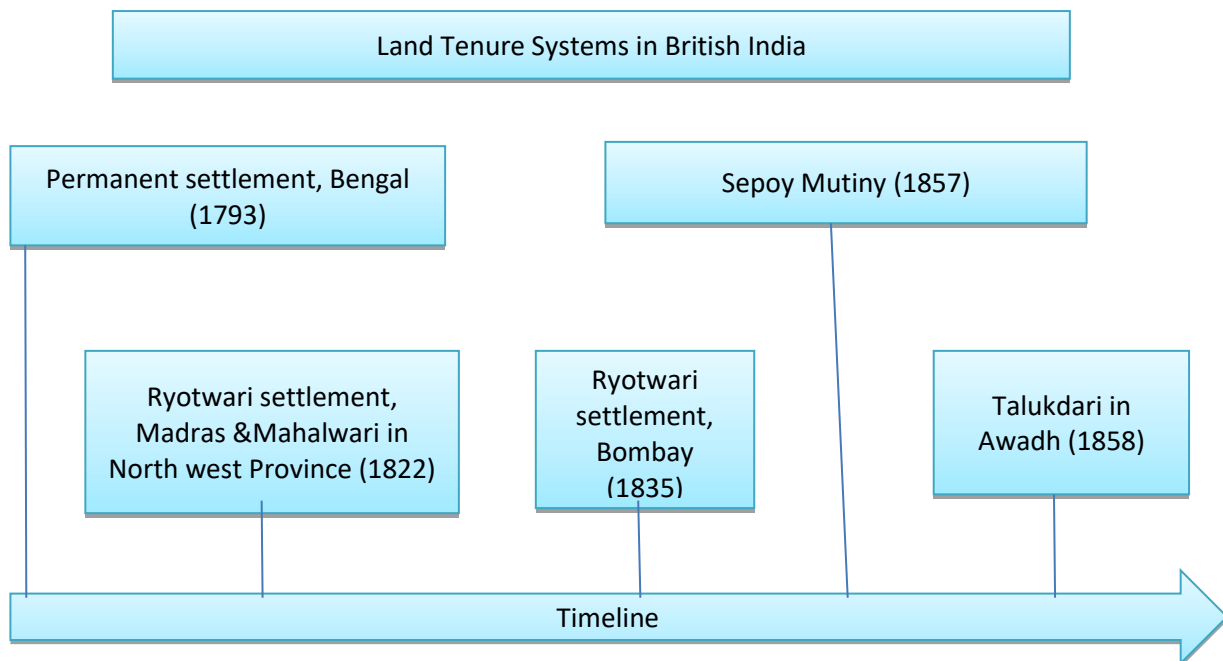 Land Tenure Systems in British India
Permanent settlement, Bengal
(1793)
Sepoy Mutiny (1857)
Ryotwari settlement,
Madras &Mahalwari in
North west Province (1822)
Ryotwari
settlement,
Bombay
(1835)
Talukdari in
Awadh (1858)
Timeline